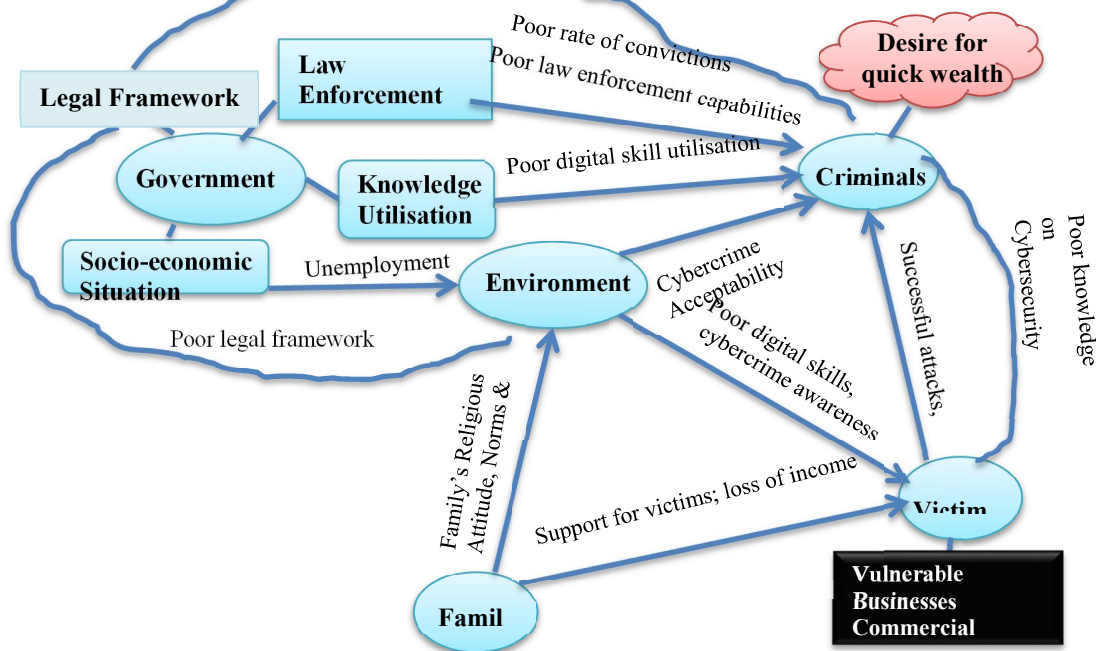 Poor rate of convictions
Desire for
quick wealth
Law
Enforcement
Poor law enforcement capabilities
Legal Framework
Poor digital skill utilisation
Government
Knowledge
Utilisation
Criminals
Socio-economic
Situation
Unemployment
Environment
Cybercrime
Acceptability
Successful attacks,
Poor knowledge
on
Cybersecurity
Poor legal framework
Poor digital skills,
cybercrime awareness
Family’s Religious
Attitude, Norms &
Support for victims; loss of income
Victim
Famil
Vulnerable
Businesses
Commercial